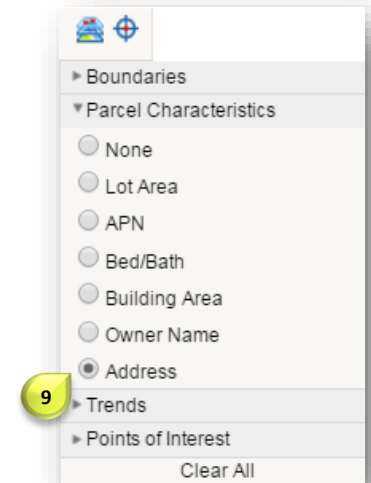 Boundaries
Parcel Characteristics
None
Lot Area
APN
Bed/Bath
Building Area
Owner Name
Address
9
Trends
Points of Interest
Clear All